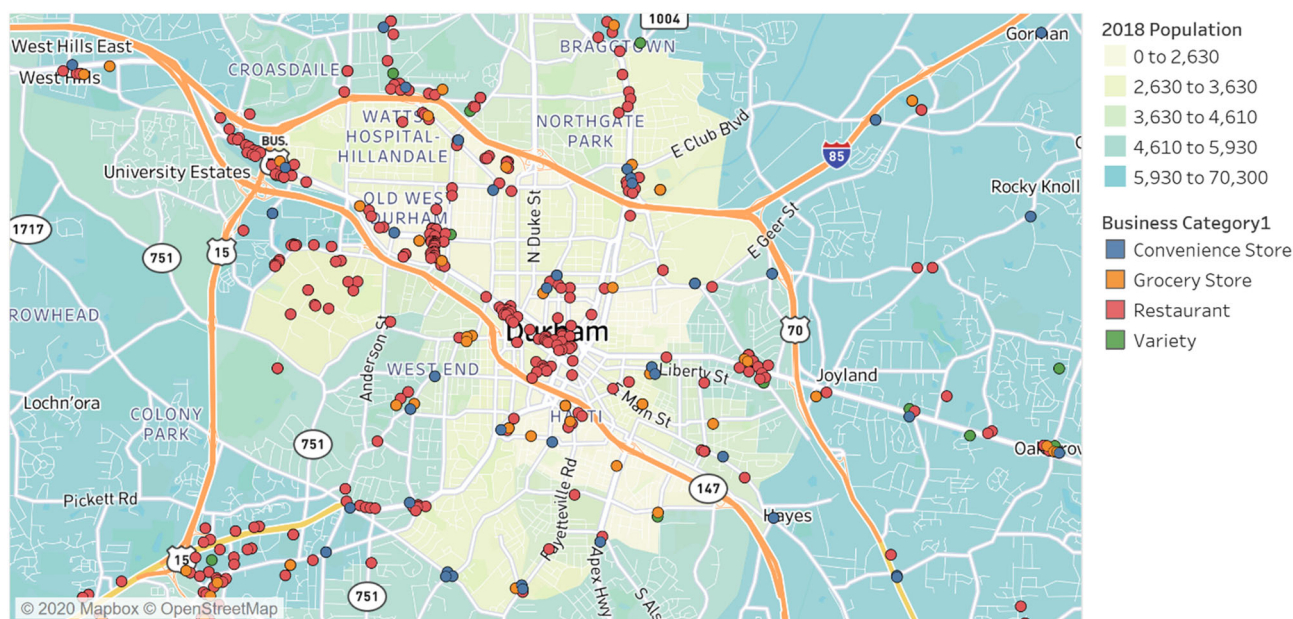 1004
West Hills East
Gorman
BRAGGTOWN
West Hills
CROASDAILE
WATTS
HOSPITAL-
HILLANDALE
NORTHGATE
PARK
E Club Blvd
BUS.
85
University Estates
OLD WEST
DURHAM
N Duke St
Rocky Knoll
1717
751
15
E Geer St
ROWHEAD
Durham
70
Anderson St
WEST END
Liberty St
Joyland
Lochn'ora
COLONY
PARK
E Main St
HAYTI
751
Pickett Rd
147
Hayes
Fayetteville Rd
15
Apex Hwy
751
S Als
© 2020 Mapbox © OpenStreetMap
2018 Population
0 to 2,630
2,630 to 3,630
3,630 to 4,610
4,610 to 5,930
5,930 to 70,300
Business Category1
Convenience Store
Grocery Store
Restaurant
Variety